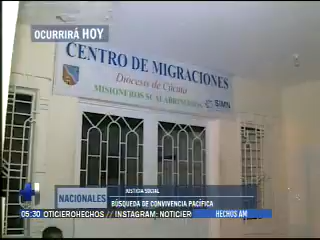 OCURRIRÁ HOY
CENTRO DE MIGRACIONES
Diócesis de Cúcuta
MISIONEROS SCALABRINIANOS
SIMN
JUSTICIA SOCIAL
NACIONALES
BÚSQUEDA DE CONVIVENCIA PACÍFICA
05:30 OTICIEROHECHOS // INSTAGRAM: NOTICIER
HECHOS AM